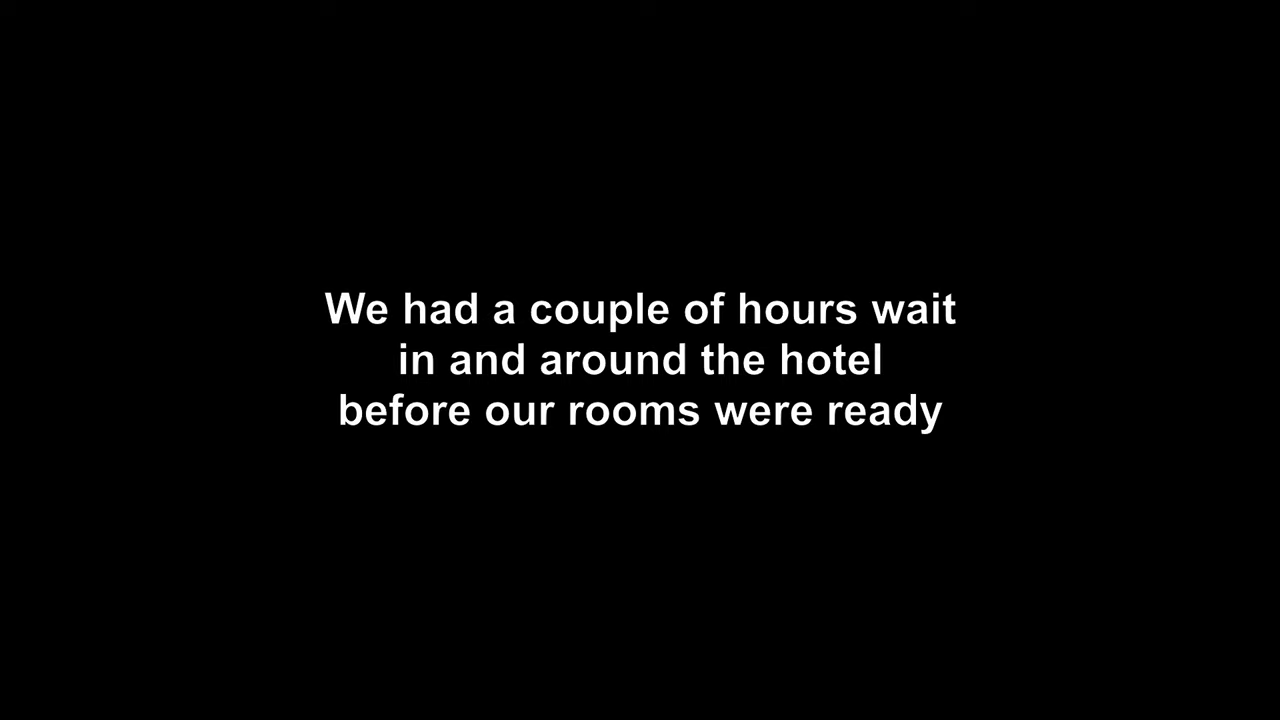 We had a couple of hours wait
in and around the hotel
before our rooms were ready